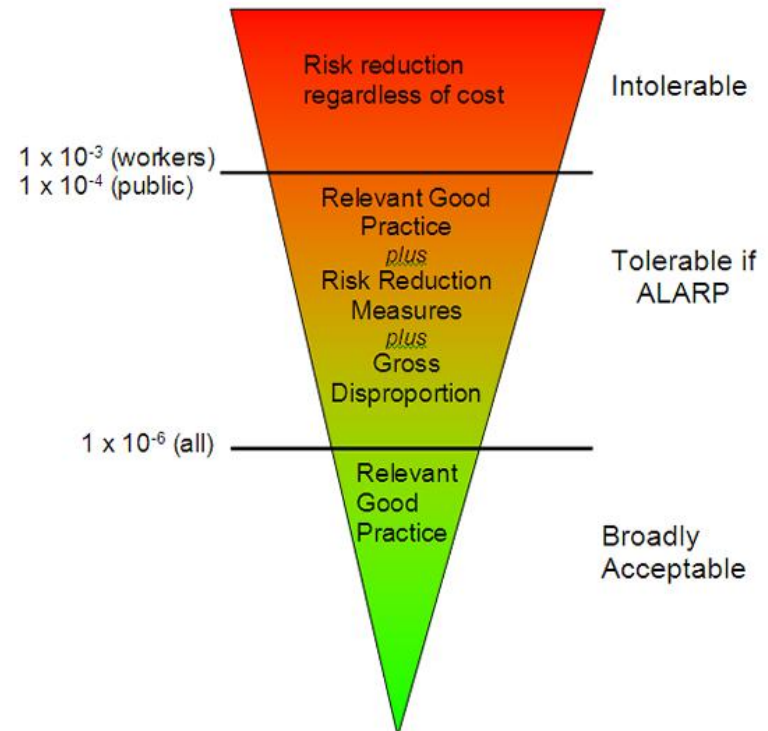 Risk reduction
regardless of cost
Intolerable
1 x 10⁻³ (workers)
1 x 10⁻⁴ (public)
Relevant Good
Practice
plus
Risk Reduction
Measures
plus
Gross
Disproportion
Tolerable if
ALARP
1 x 10⁻⁶ (all)
Relevant
Good
Practice
Broadly
Acceptable